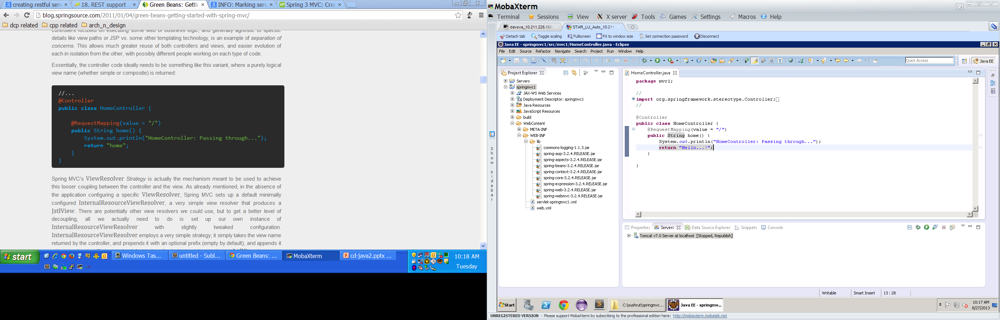 creating restful serv
18. REST support
Green Beans: Gettin
INFO: Marking serv
Spring 3 MVC: Crea
blog.springsource.com/2011/01/04/green-beans-getting-started-with-spring-mvc/
dcp related
cpp related
arch_n_design
controllers focused on executing some web or business logic, and generally agnostic to specific
details like view paths or JSP vs. some other templating technology, is an example of separation of
concerns. This allows much greater reuse of both controllers and views, and easier evolution of
each in isolation from the other, with possibly different people working on each type of code.
Essentially, the controller code ideally needs to be something like this variant, where a purely logical
view name (whether simple or composite) is returned:
//...
@Controller
public class HomeController {
@RequestMapping(value = "/")
public String home() {
System.out.println("HomeController: Passing through...");
return "home";
}
}
Spring MVC's ViewResolver Strategy is actually the mechanism meant to be used to achieve
this looser coupling between the controller and the view. As already mentioned, in the absence of
the application configuring a specific ViewResolver, Spring MVC sets up a default minimally
configured InternalResourceViewResolver, a very simple view resolver that produces a
JstlView. There are potentially other view resolvers we could use, but to get a better level of
decoupling, all we actually need to do is set up our own instance of
InternalResourceViewResolver with slightly tweaked configuration.
InternalResourceViewResolver employs a very simple strategy; it simply takes the view name
returned by the controller, and prepends it with an optional prefix (empty by default), and appends it
start
Windows Tas...
untitled - Subl...
Green Beans: ...
MobaXterm
cd-java2.pptx ...
10:18 AM
Tuesday
MobaXterm
Terminal Sessions View X server Tools Games Settings Macros Help
devsva_10.211.225.156
STAR_LU_Auto_10.211
Detach tab Toggle scaling Fullscreen Fit to window size Set connection password Disconnect
Java EE - springmvc1/src/mvc1/HomeController.java - Eclipse
File Edit Source Refactor Navigate Search Project Run Window Help
Quick Access
Java EE
Show sidebar
Project Explorer
Servers
springmvc1
JAX-WS Web Services
Deployment Descriptor: springmvc1
Java Resources
JavaScript Resources
build
WebContent
META-INF
WEB-INF
lib
commons-logging-1.1.3.jar
spring-aop-3.2.4.RELEASE.jar
spring-aspects-3.2.4.RELEASE.jar
spring-beans-3.2.4.RELEASE.jar
spring-context-3.2.4.RELEASE.jar
spring-core-3.2.4.RELEASE.jar
spring-expression-3.2.4.RELEASE.jar
spring-web-3.2.4.RELEASE.jar
spring-webmvc-3.2.4.RELEASE.jar
servlet-springmvc1.xml
web.xml
HomeController.java
package mvc1;
//
import org.springframework.stereotype.Controller;
//
@Controller
public class HomeController {
@RequestMapping(value = "/")
public String home() {
System.out.println("HomeController: Passing through...");
return "Hello...!";
}
}
Properties Servers Data Source Explorer Snippets Console
Tomcat v7.0 Server at localhost [Stopped, Republish]
Writable
Smart Insert
13 : 28
Start
C:\sushrut\springmvc...
Java EE - springmv...
10:17 AM
8/27/2013
UNREGISTERED VERSION - Please support MobaXterm by subscribing to the professional edition here: http://mobaxterm.mobatek.net